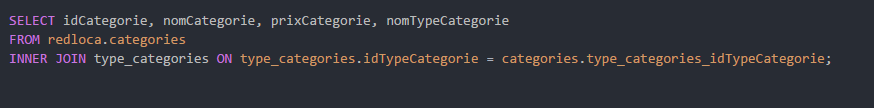 SELECT idCategorie, nomCategorie, prixCategorie, nomTypeCategorie
FROM redloca.categories
INNER JOIN type_categories ON type_categories.idTypeCategorie = categories.type_categories_idTypeCategorie;